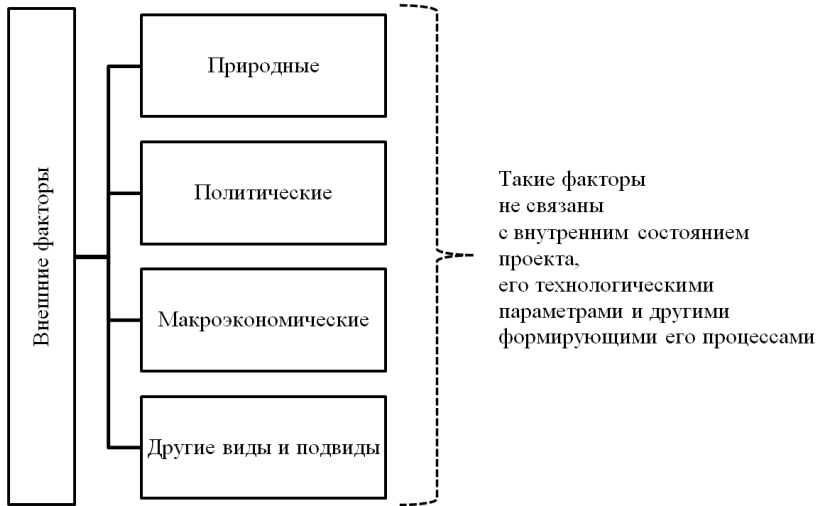 Внешние факторы
Природные
Политические
Макроэкономические
Другие виды и подвиды
Такие факторы
не связаны
с внутренним состоянием
проекта,
его технологическими
параметрами и другими
формирующими его процессами